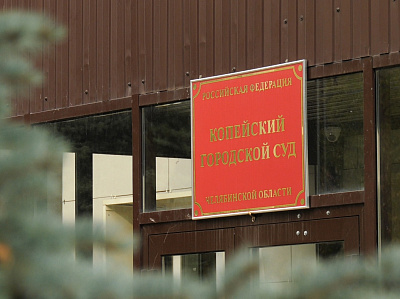 РОССИЙСКАЯ ФЕДЕРАЦИЯ
КОПЕЙСКИЙ
ГОРОДСКОЙ СУД
ЧЕЛЯБИНСКОЙ ОБЛАСТИ